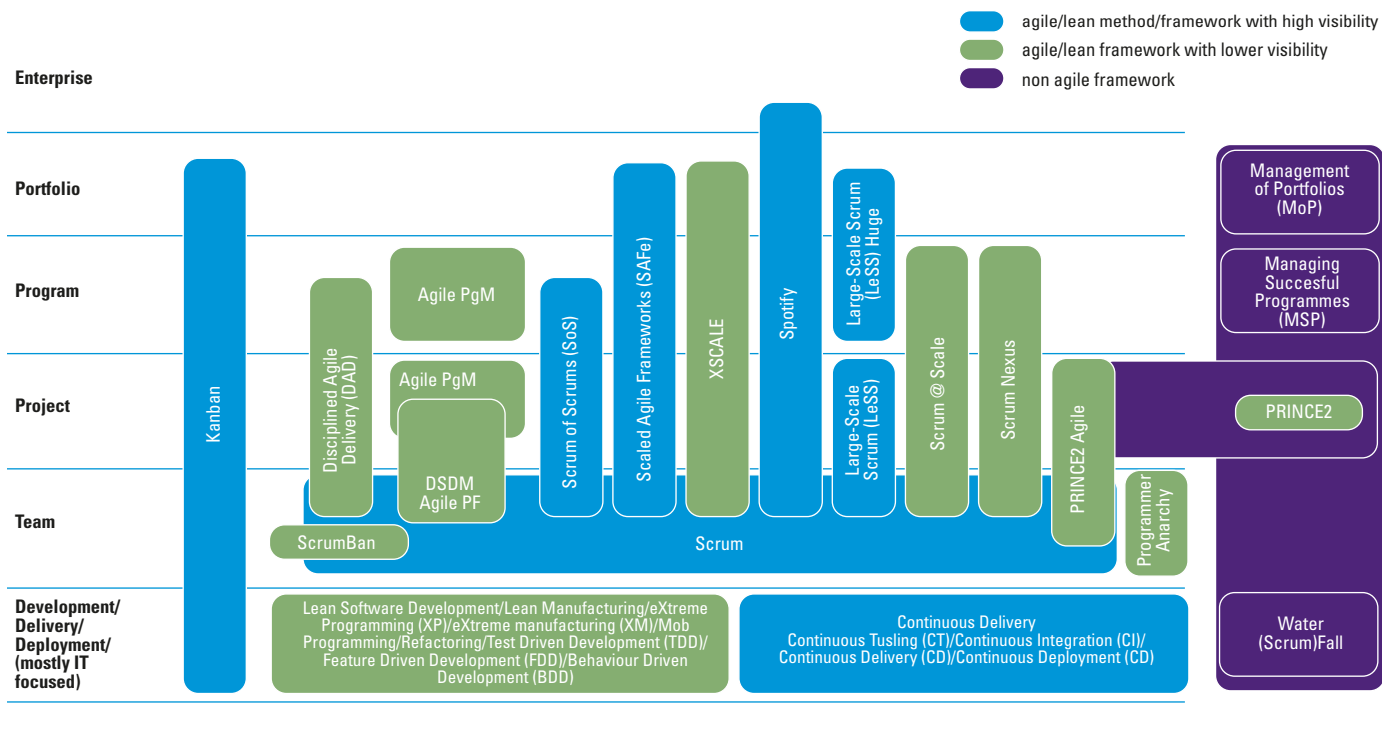 agile/lean method/framework with high visibility
agile/lean framework with lower visibility
non agile framework
Enterprise
Portfolio
Program
Project
Team
Development/
Delivery/
Deployment/
(mostly IT
focused)
Kanban
Disciplined Agile
Delivery (DAD)
Agile PgM
Agile PgM
DSDM
Agile PF
ScrumBan
Scrum of Scrums (SoS)
Scaled Agile Frameworks (SAFe)
XSCALE
Spotify
Large-Scale Scrum
(LeSS) Huge
Large-Scale
Scrum (LeSS)
Scrum @ Scale
Scrum Nexus
PRINCE2 Agile
Programmer
Anarchy
Scrum
Management
of Portfolios
(MoP)
Managing
Succesful
Programmes
(MSP)
PRINCE2
Water
(Scrum)Fall
Lean Software Development/Lean Manufacturing/eXtreme
Programming (XP)/eXtreme manufacturing (XM)/Mob
Programming/Refactoring/Test Driven Development (TDD)/
Feature Driven Development (FDD)/Behaviour Driven
Development (BDD)
Continuous Delivery
Continuous Tusling (CT)/Continuous Integration (CI)/
Continuous Delivery (CD)/Continuous Deployment (CD)